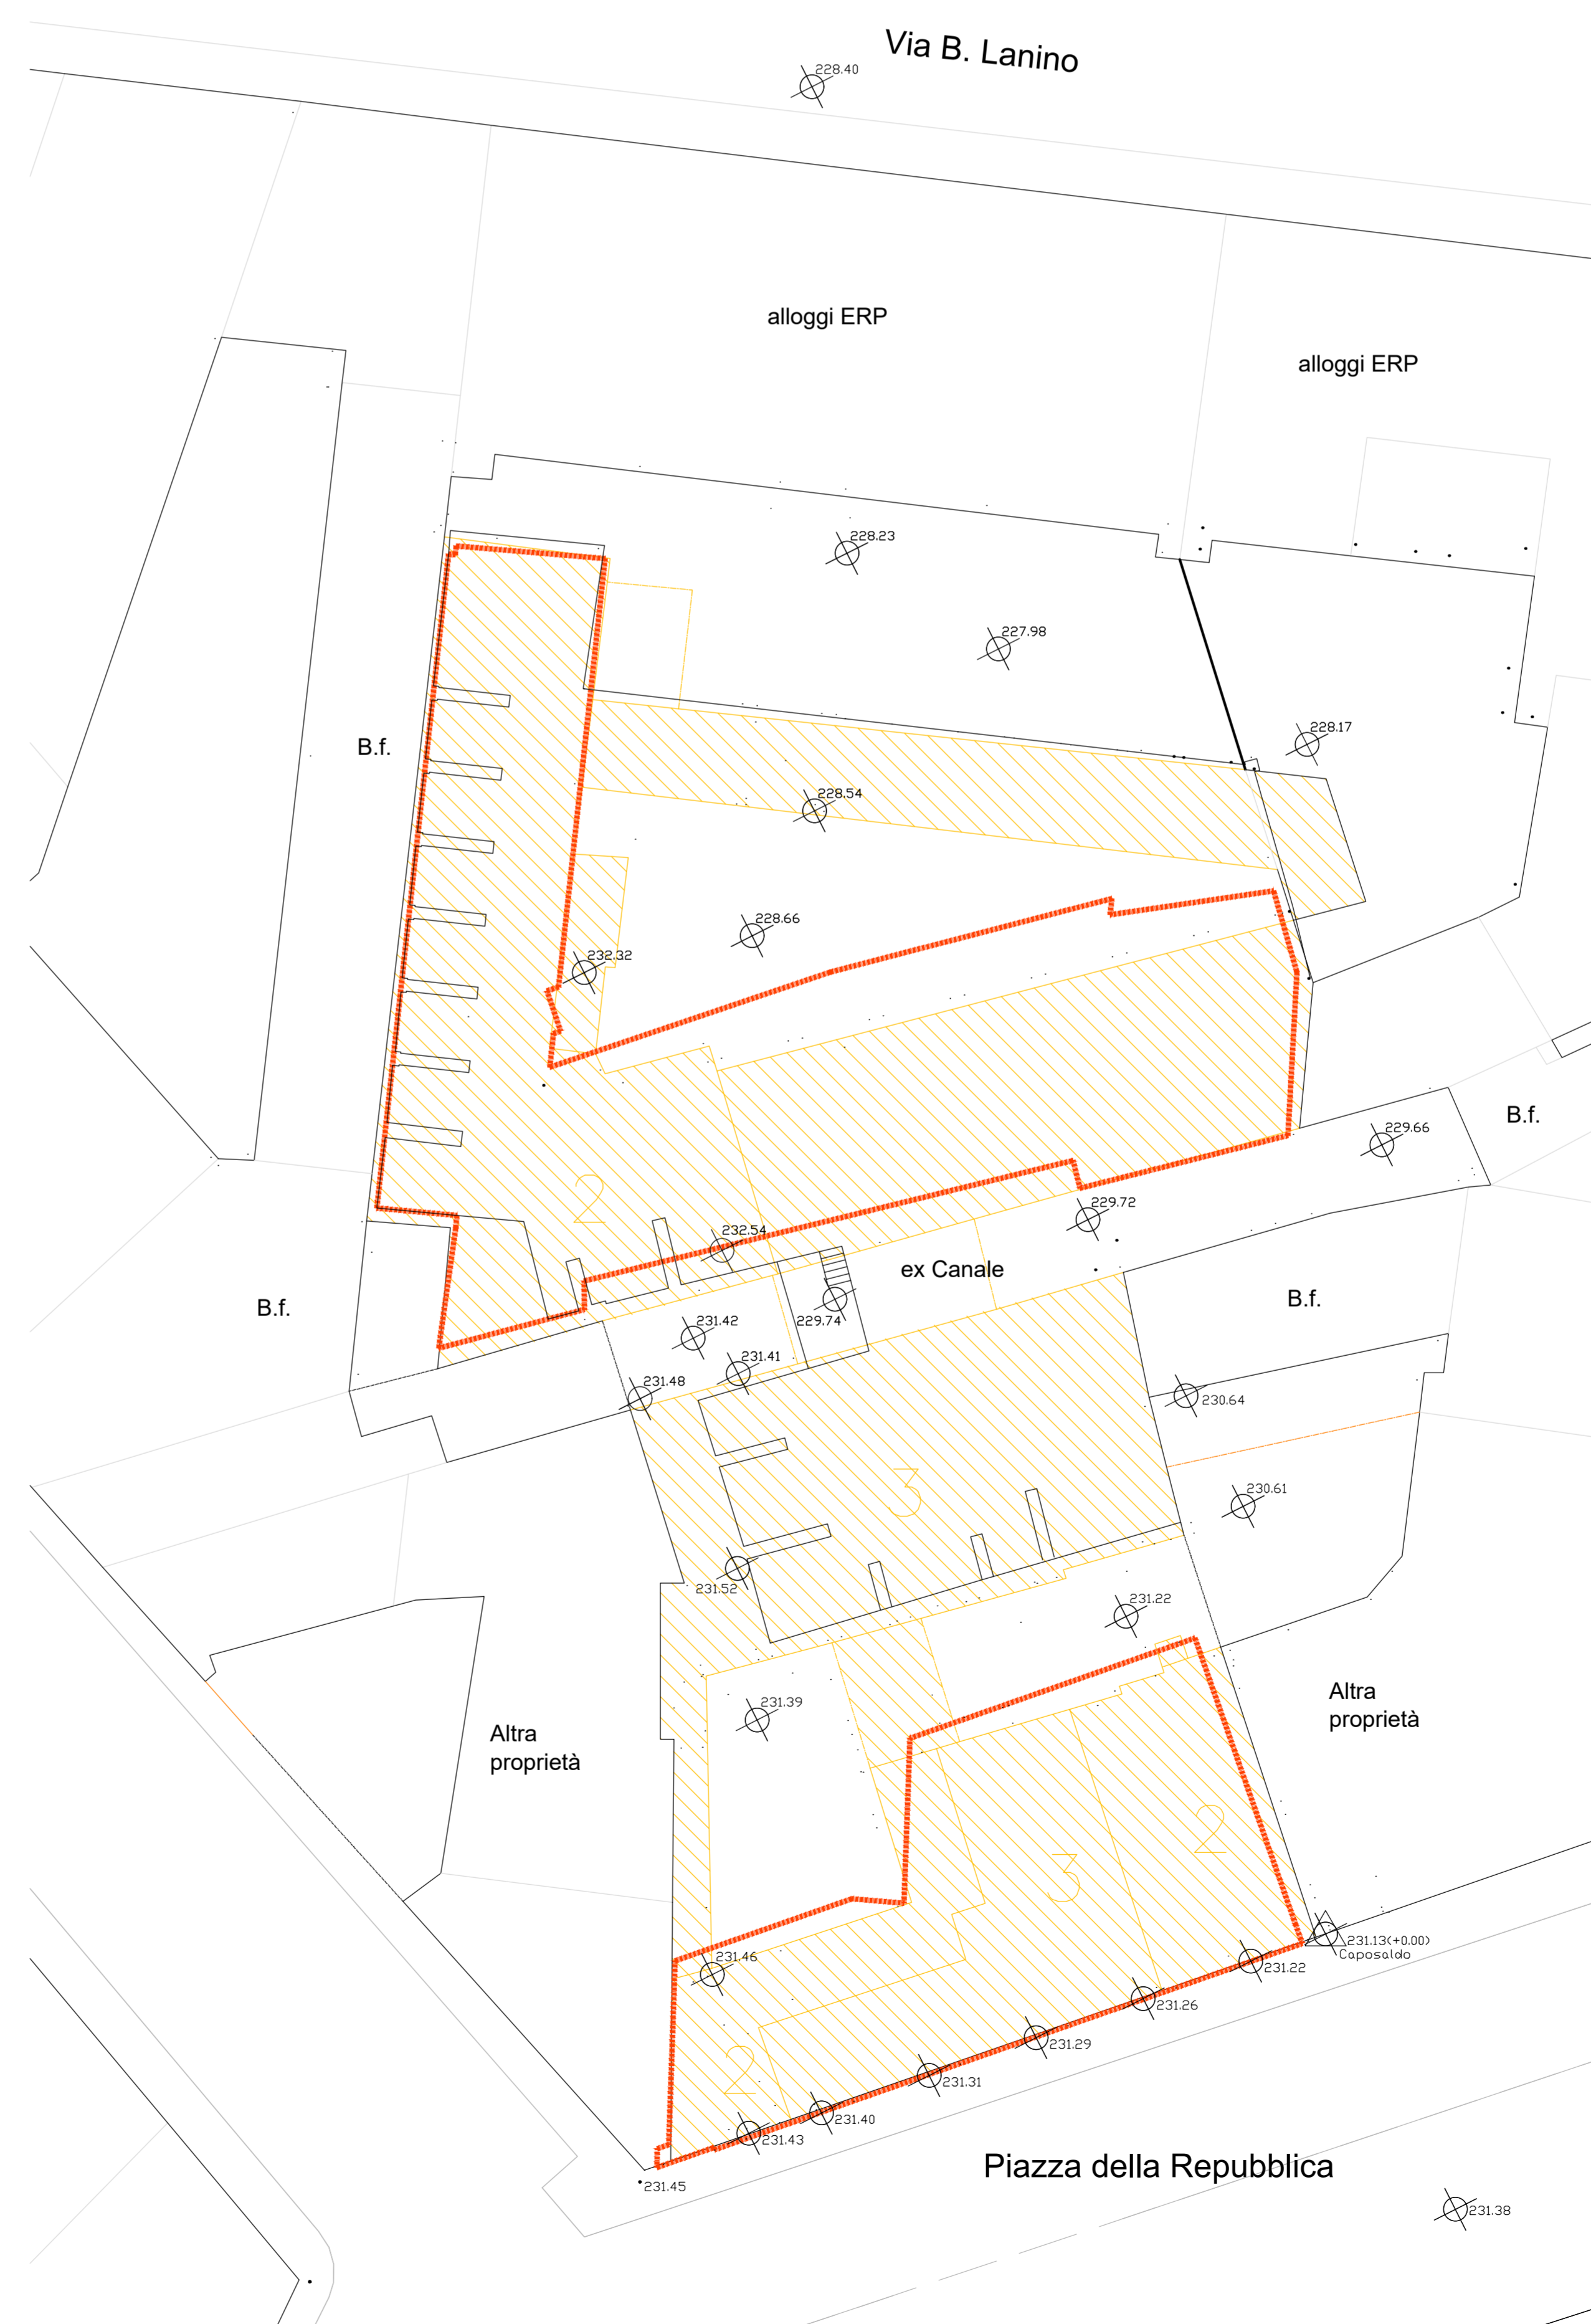 Via B. Lanino
228.40
alloggi ERP
alloggi ERP
228.23
227.98
228.17
B.f.
228.54
228.66
232.32
229.66
B.f.
2
229.72
232.54
ex Canale
B.f.
B.f.
229.74
231.42
231.41
231.48
230.64
3
230.61
231.52
231.22
231.39
Altra
proprietà
Altra
proprietà
2
3
231.13(+0.00)
Caposaldo
231.46
231.22
231.26
231.29
2
231.31
231.40
231.43
Piazza della Repubblica
231.45
231.38